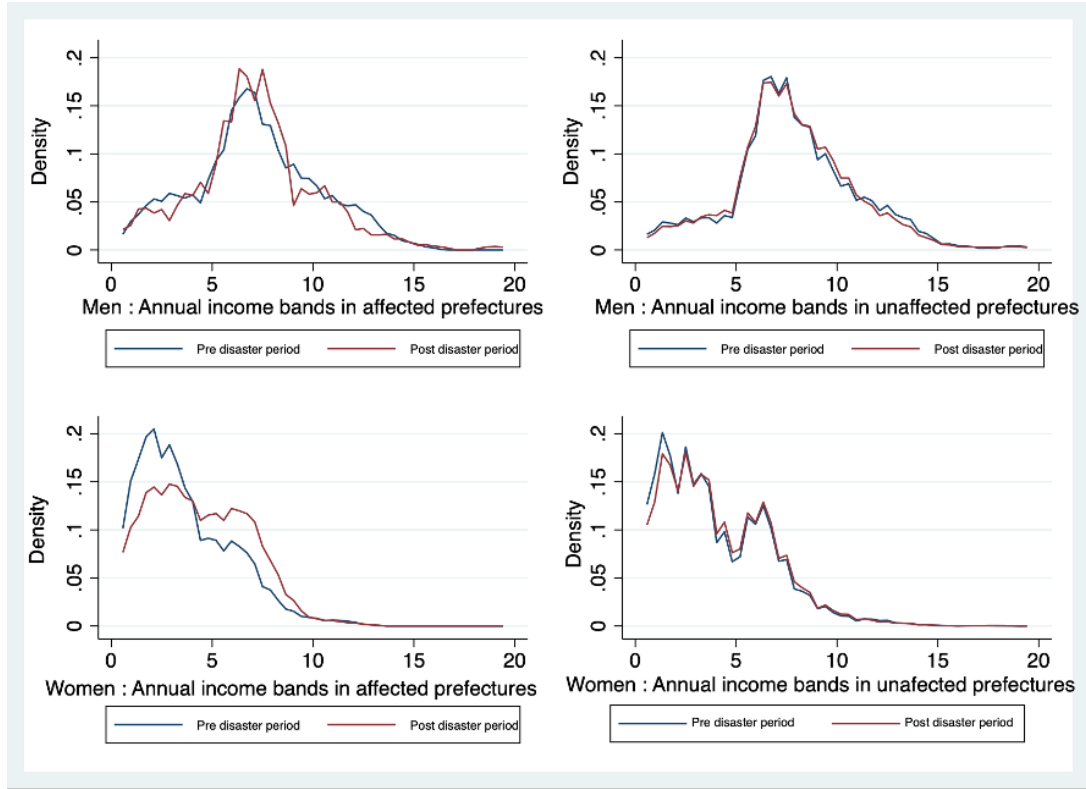 .2
.15
.1
.05
0
Density
0 5 10 15 20
Men : Annual income bands in affected prefectures
Pre disaster period Post disaster period
.2
.15
.1
.05
0
Density
0 5 10 15 20
Men : Annual income bands in unaffected prefectures
Pre disaster period Post disaster period
.2
.15
.1
.05
0
Density
0 5 10 15 20
Women : Annual income bands in affected prefectures
Pre disaster period Post disaster period
.2
.15
.1
.05
0
Density
0 5 10 15 20
Women : Annual income bands in unafected prefectures
Pre disaster period Post disaster period